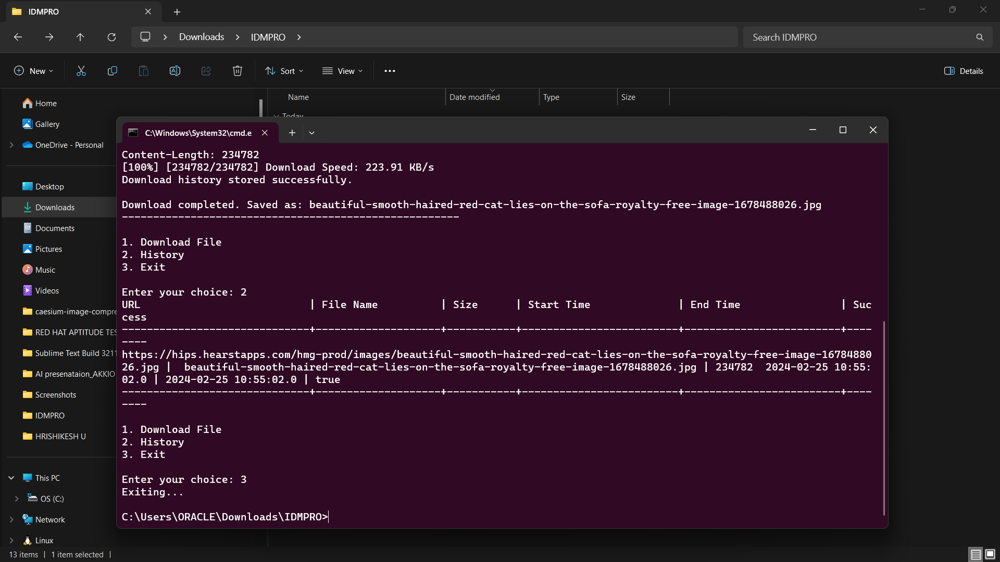 IDMPRO
Downloads IDMPRO
Search IDMPRO
New Sort View Details
Home
Gallery
OneDrive - Personal
Desktop
Downloads
Documents
Pictures
Music
Videos
caesium-image-compre
RED HAT APTITUDE TES
Sublime Text Build 3211
AI presenataion_AKKIO
Screenshots
IDMPRO
HRISHIKESH U
This PC
OS (C:)
Network
Linux
13 items | 1 item selected |
Name Date modified Type Size
Today
C:\Windows\System32\cmd.e
Content-Length: 234782
[100%] [234782/234782] Download Speed: 223.91 KB/s
Download history stored successfully.
Download completed. Saved as: beautiful-smooth-haired-red-cat-lies-on-the-sofa-royalty-free-image-1678488026.jpg
------------------------------------------------------
1. Download File
2. History
3. Exit
Enter your choice: 2
URL | File Name | Size | Start Time | End Time | Suc
cess
------------------------------+--------------------+-----------+-------------------------+-------------------------+----
----
https://hips.hearstapps.com/hmg-prod/images/beautiful-smooth-haired-red-cat-lies-on-the-sofa-royalty-free-image-16784880
26.jpg | beautiful-smooth-haired-red-cat-lies-on-the-sofa-royalty-free-image-1678488026.jpg | 234782 2024-02-25 10:55:
02.0 | 2024-02-25 10:55:02.0 | true
------------------------------+--------------------+-----------+-------------------------+-------------------------+----
----
1. Download File
2. History
3. Exit
Enter your choice: 3
Exiting...
C:\Users\ORACLE\Downloads\IDMPRO>